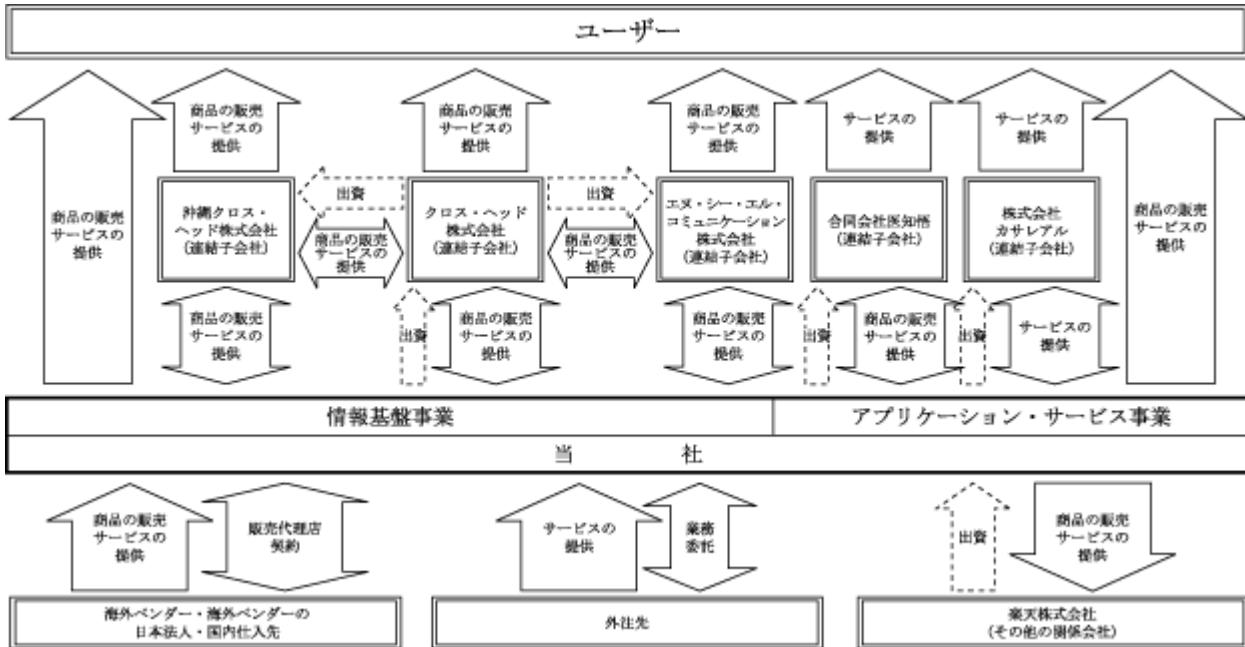 ユーザー
商品の販売
サービスの
提供
商品の販売
サービスの
提供
商品の販売
サービスの
提供
商品の販売
サービスの
提供
サービスの
提供
サービスの
提供
商品の販売
サービスの
提供
沖縄クロス・
ヘッド株式会社
(連結子会社)
出資
商品の販売
サービスの
提供
クロス・ヘッド
株式会社
(連結子会社)
出資
商品の販売
サービスの
提供
エヌ・シー・エル・
コミュニケーション
株式会社
(連結子会社)
合同会社医知悟
(連結子会社)
株式会社
カサレアル
(連結子会社)
商品の販売
サービスの
提供
出資
商品の販売
サービスの
提供
商品の販売
サービスの
提供
出資
商品の販売
サービスの
提供
出資
サービスの
提供
情報基盤事業
アプリケーション・サービス事業
当 社
商品の販売
サービスの
提供
販売代理店
契約
サービスの
提供
業務
委託
出資
商品の販売
サービスの
提供
海外ベンダー・海外ベンダーの
日本法人・国内仕入先
外注先
楽天株式会社
(その他の関係会社)